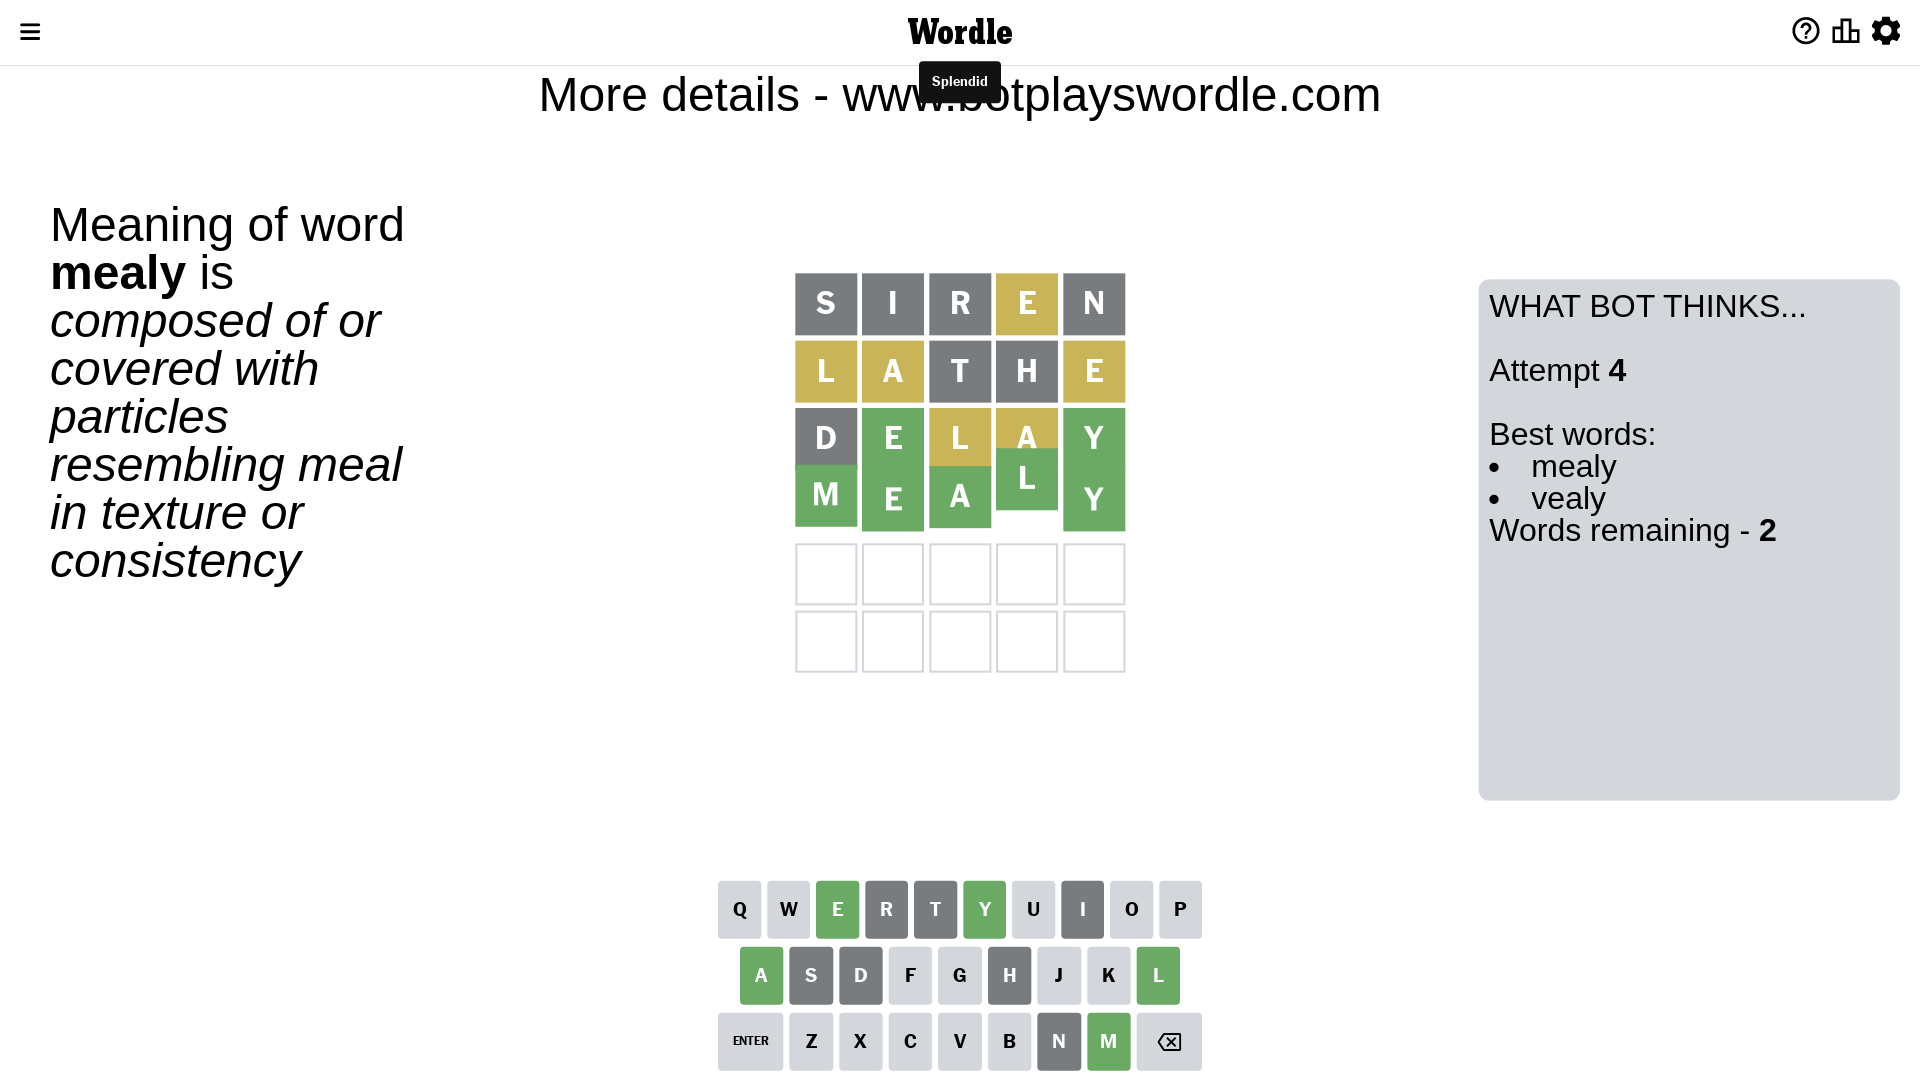 Wordle
Splendid
More details - www.botplayswordle.com
Meaning of word
mealy is
composed of or
covered with
particles
resembling meal
in texture or
consistency
S I R E N
L A T H E
D E L A Y
M E A L Y
WHAT BOT THINKS...
Attempt 4
Best words:
• mealy
• vealy
Words remaining - 2
Q W E R T Y U I O P
A S D F G H J K L
ENTER Z X C V B N M